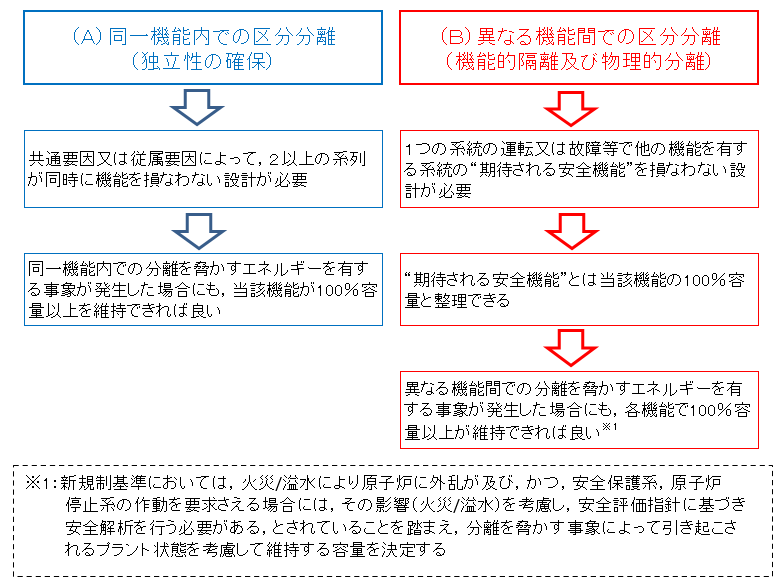 (A)同一機能内での区分分離
(独立性の確保)
共通要因又は従属要因によって,2以上の系列
が同時に機能を損なわない設計が必要
同一機能内での分離を脅かすエネルギーを有す
る事象が発生した場合にも,当該機能が100%容
量以上を維持できれば良い
(B)異なる機能間での区分分離
(機能的隔離及び物理的分離)
1つの系統の運転又は故障等で他の機能を有す
る系統の“期待される安全機能”を損なわない設
計が必要
“期待される安全機能”とは当該機能の100%容
量と整理できる
異なる機能間での分離を脅かすエネルギーを有
する事象が発生した場合にも,各機能で100%容
量以上が維持できれば良い※1
※1:新規制基準においては,火災/溢水により原子炉に外乱が及び,かつ,安全保護系,原子炉
停止系の作動を要求さえる場合には,その影響(火災/溢水)を考慮し,安全評価指針に基づき
安全解析を行う必要がある,とされていることを踏まえ,分離を脅かす事象によって引き起こさ
れるプラント状態を考慮して維持する容量を決定する